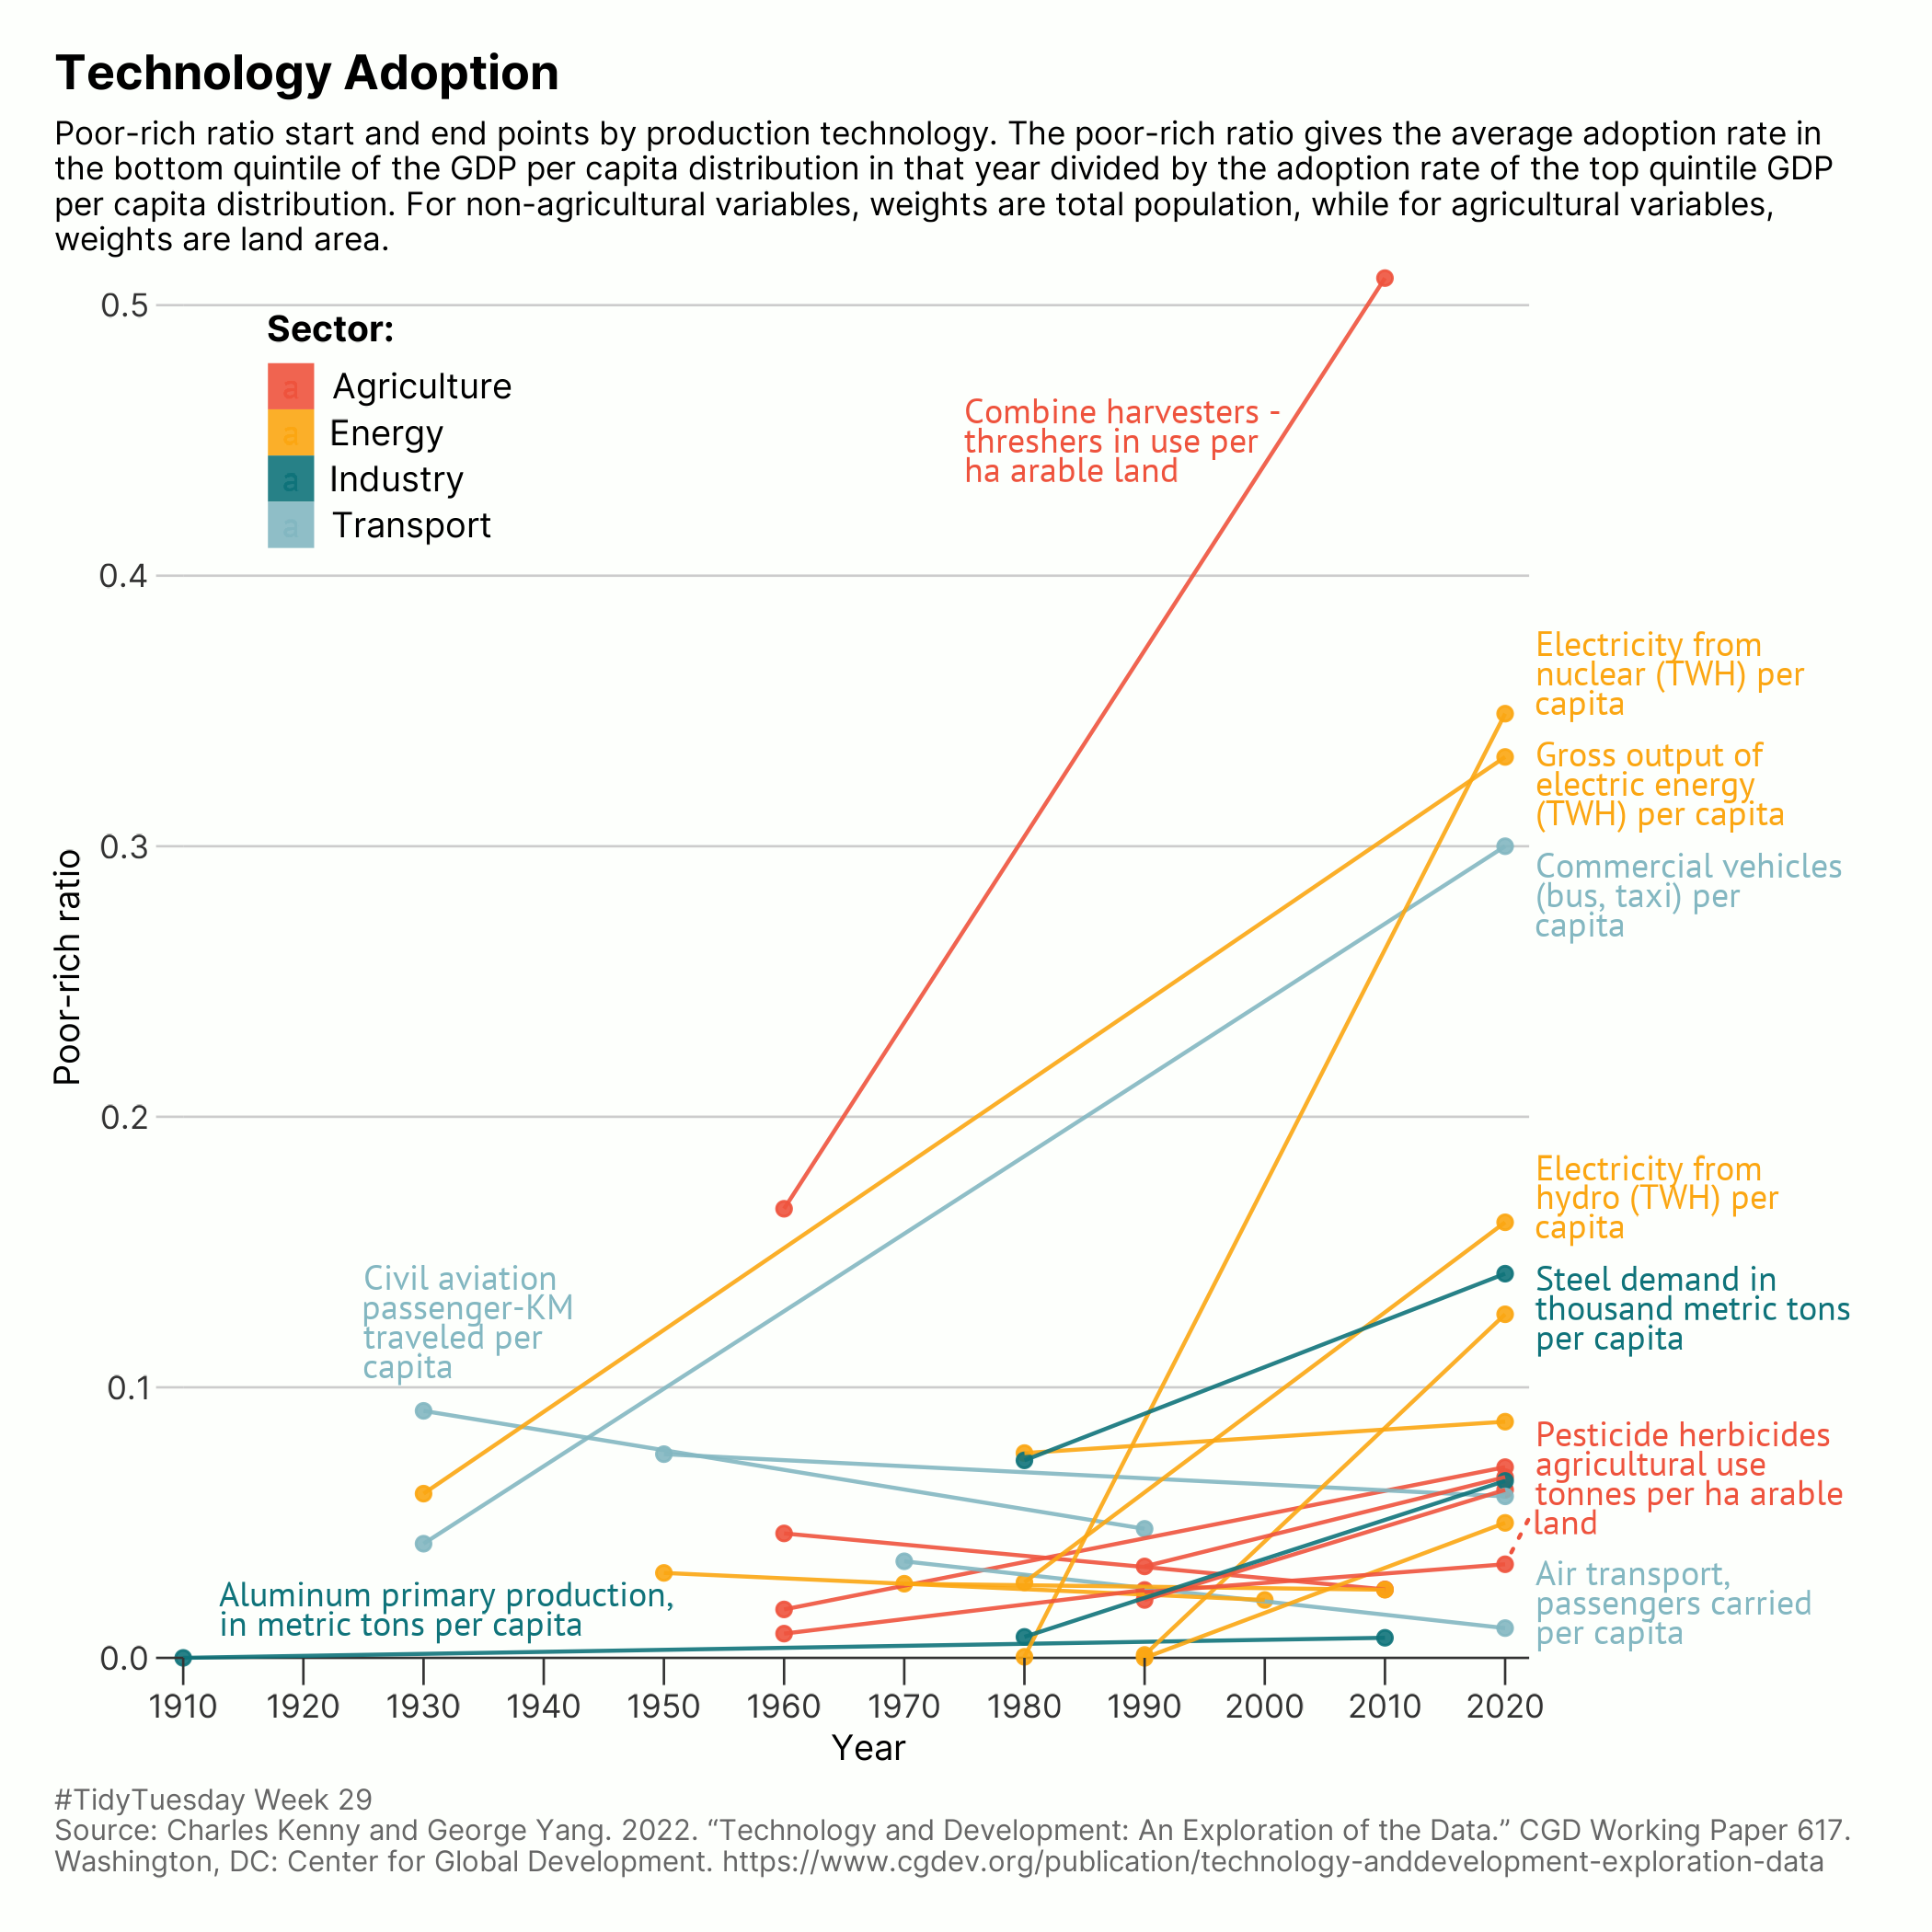 Technology Adoption
Poor-rich ratio start and end points by production technology. The poor-rich ratio gives the average adoption rate in
the bottom quintile of the GDP per capita distribution in that year divided by the adoption rate of the top quintile GDP
per capita distribution. For non-agricultural variables, weights are total population, while for agricultural variables,
weights are land area.
0.5
Sector:
a Agriculture
a Energy
a Industry
a Transport
Combine harvesters -
threshers in use per
ha arable land
0.4
Electricity from
nuclear (TWH) per
capita
Gross output of
electric energy
(TWH) per capita
0.3
Commercial vehicles
(bus, taxi) per
capita
Poor-rich ratio
0.2
Electricity from
hydro (TWH) per
capita
Civil aviation
passenger-KM
traveled per
capita
Steel demand in
thousand metric tons
per capita
0.1
Pesticide herbicides
agricultural use
tonnes per ha arable
land
Aluminum primary production,
in metric tons per capita
Air transport,
passengers carried
per capita
0.0
1910 1920 1930 1940 1950 1960 1970 1980 1990 2000 2010 2020
Year
#TidyTuesday Week 29
Source: Charles Kenny and George Yang. 2022. “Technology and Development: An Exploration of the Data.” CGD Working Paper 617.
Washington, DC: Center for Global Development. https://www.cgdev.org/publication/technology-anddevelopment-exploration-data